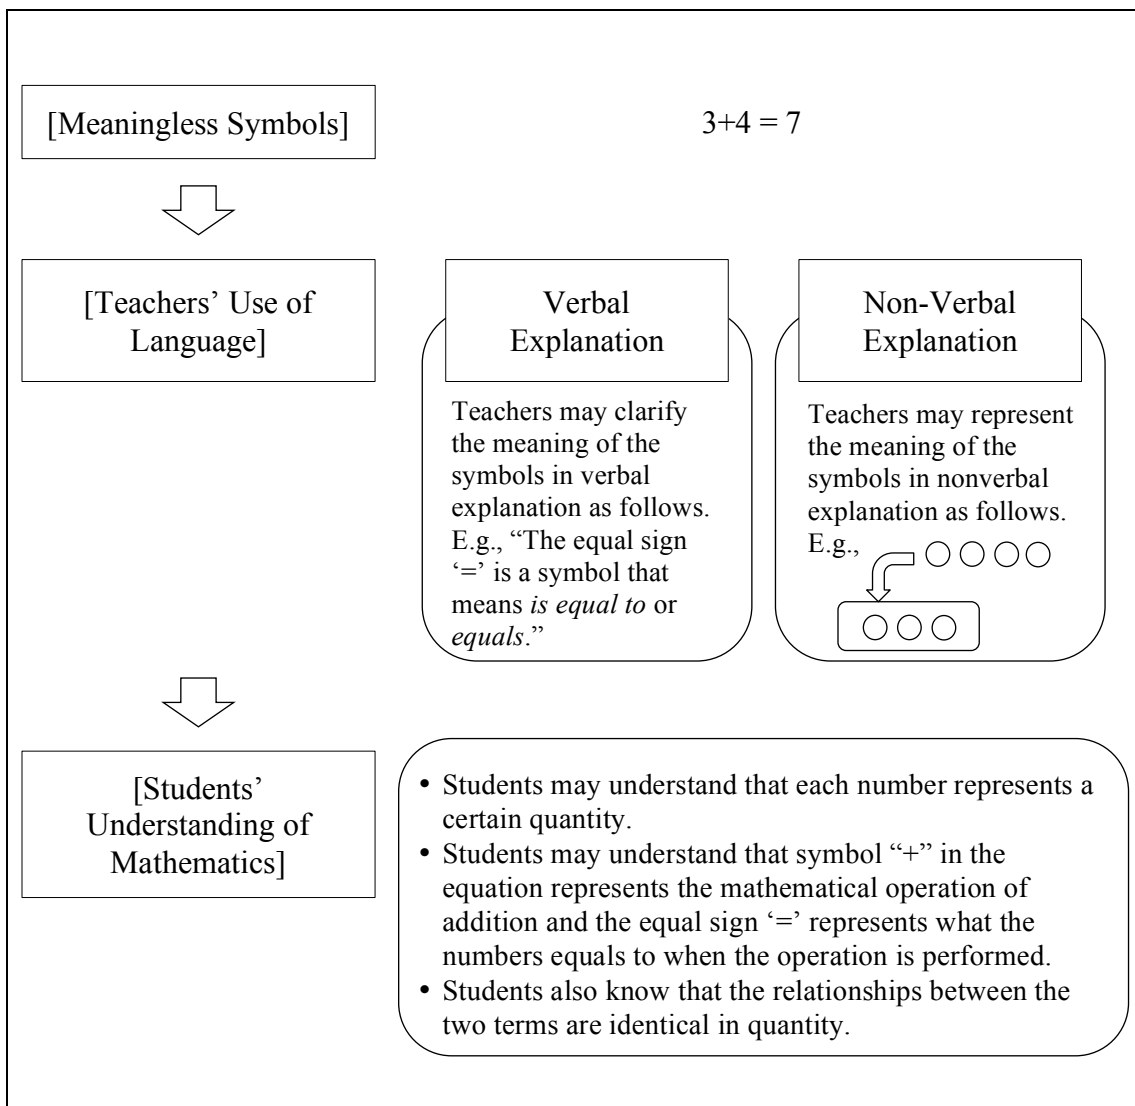 [Meaningless Symbols]
3+4 = 7
[Teachers’ Use of
Language]
Verbal
Explanation
Teachers may clarify
the meaning of the
symbols in verbal
explanation as follows.
E.g., “The equal sign
‘=’ is a symbol that
means is equal to or
equals.”
Non-Verbal
Explanation
Teachers may represent
the meaning of the
symbols in nonverbal
explanation as follows.
E.g.,
[Students’
Understanding of
Mathematics]
• Students may understand that each number represents a
certain quantity.
• Students may understand that symbol “+” in the
equation represents the mathematical operation of
addition and the equal sign ‘=’ represents what the
numbers equals to when the operation is performed.
• Students also know that the relationships between the
two terms are identical in quantity.